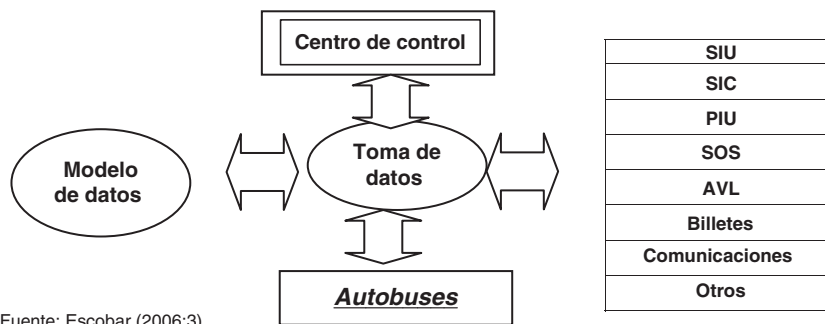 Centro de control
Modelo
de datos
Toma de
datos
Autobuses
SIU
SIC
PIU
SOS
AVL
Billetes
Comunicaciones
Otros
Fuente: Escobar (2006:3)